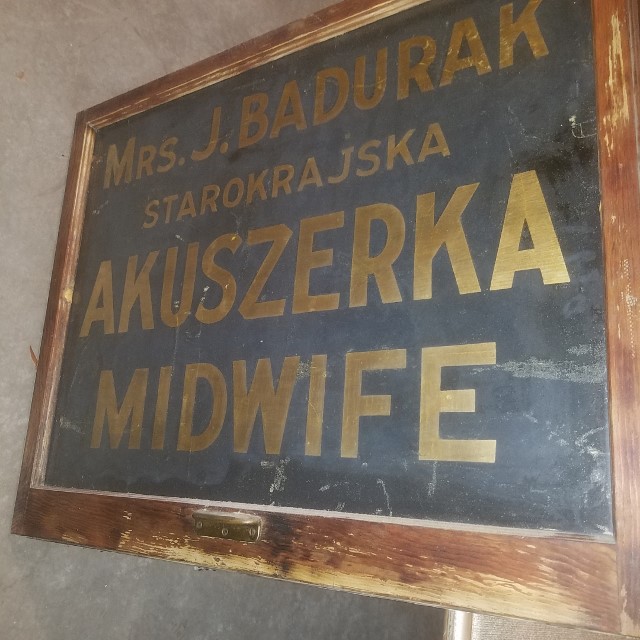 MRS. J. BADURAK
STAROKRAJSKA
AKUSZERKA
MIDWIFE